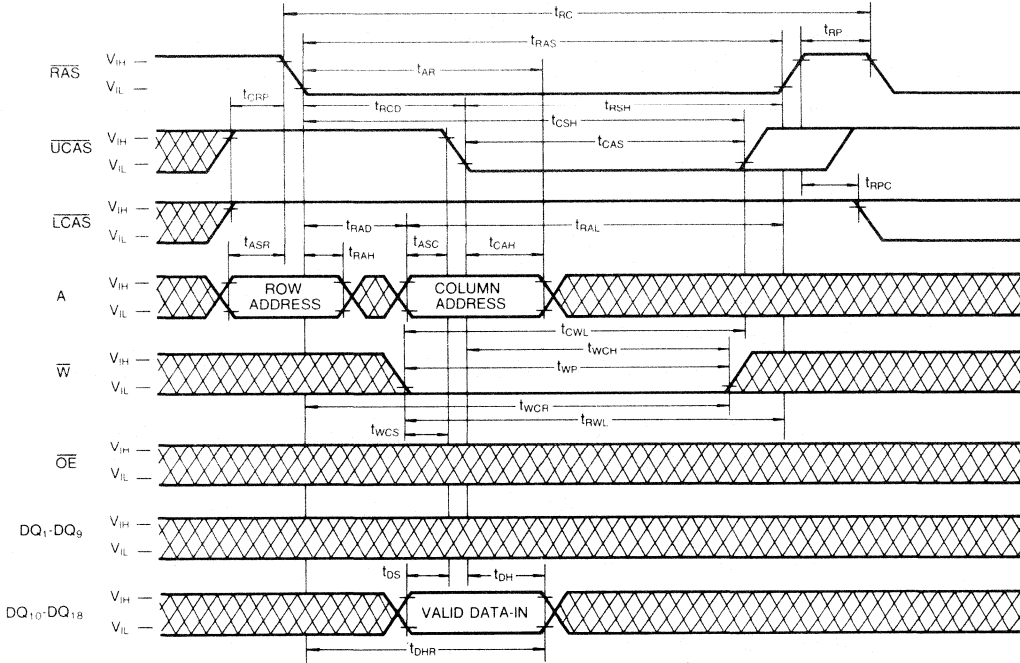 tRC
tRAS
tRP
RAS
VIH
VIL
tAR
tCRP
tRCD
tRSH
tCSH
UCAS
VIH
VIL
tCAS
tRPC
LCAS
VIH
VIL
tRAD
tRAL
tASR
tRAH
tASC
tCAH
A
VIH
VIL
ROW
ADDRESS
COLUMN
ADDRESS
tCWL
tWCH
tWP
W
VIH
VIL
tWCR
tRWL
tWCS
OE
VIH
VIL
DQ1-DQ9
VIH
VIL
tDS
tDH
DQ10-DQ18
VIH
VIL
VALID DATA-IN
tDHR